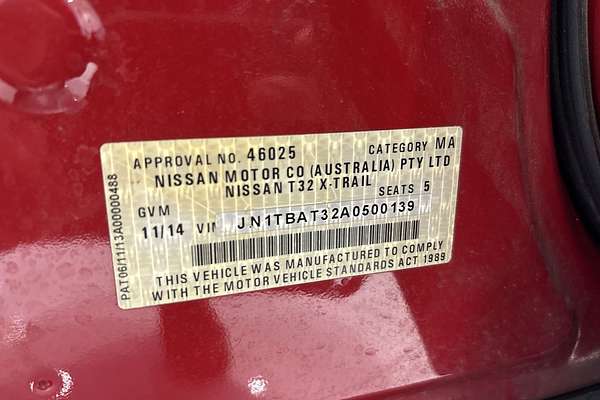 APPROVAL NO. 46025 CATEGORY MA
NISSAN MOTOR CO (AUSTRALIA) PTY LTD
NISSAN T32 X-TRAIL
GVM SEATS 5
11/14 VIN JN1TBAT32A0500139
THIS VEHICLE WAS MANUFACTURED TO COMPLY
WITH THE MOTOR VEHICLE STANDARDS ACT 1989
PAT06/11/13A00000488